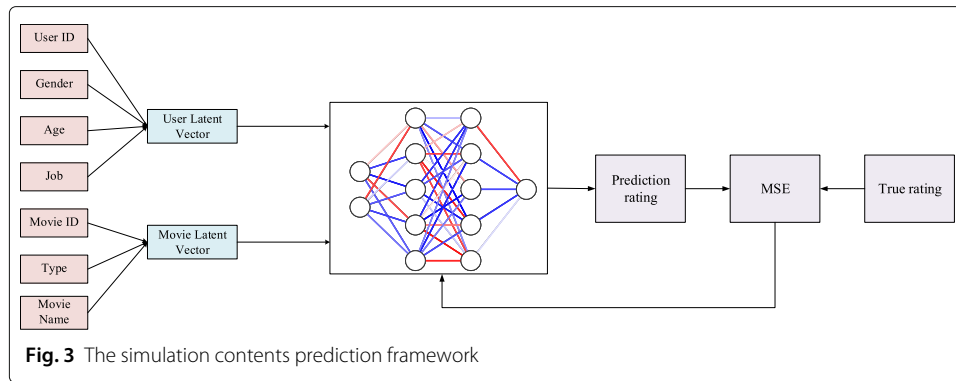 User ID
Gender
Age
Job
Movie ID
Type
Movie
Name
User Latent
Vector
Movie Latent
Vector
Prediction
rating
MSE
True rating
Fig. 3 The simulation contents prediction framework